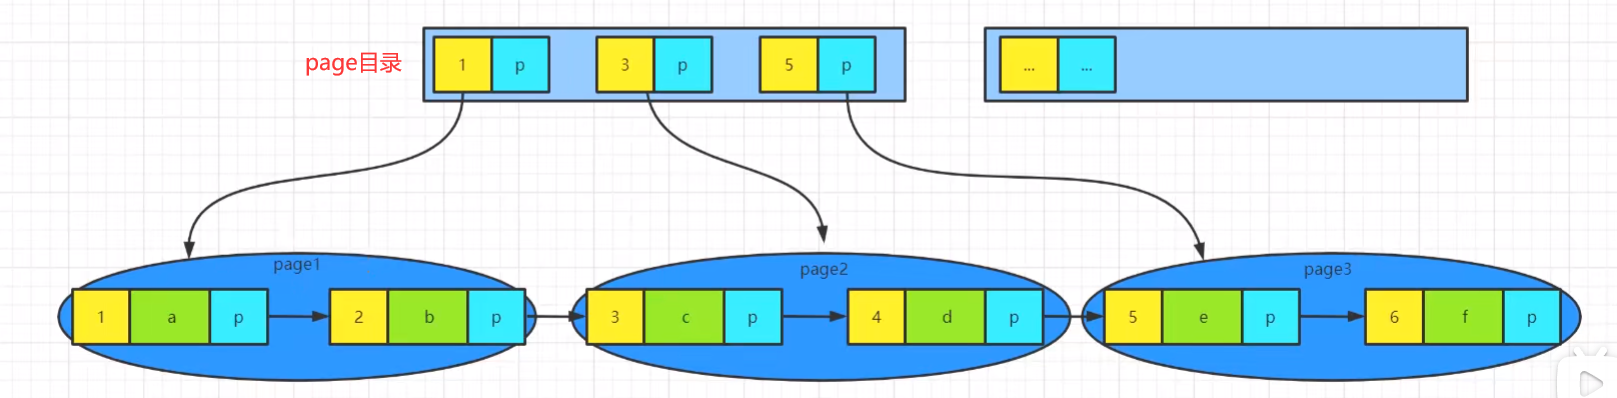 page目录
1 p 3 p 5 p ... ...
page1 page2 page3
1 a p 2 b p 3 c p 4 d p 5 e p 6 f p